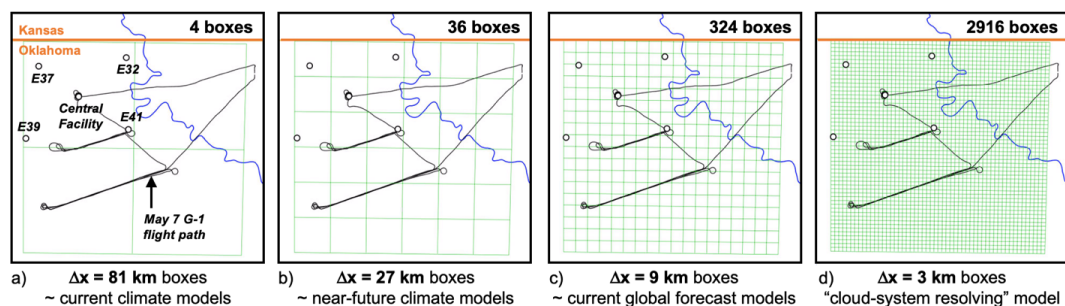 Kansas
4 boxes
Oklahoma
E37
E32
Central
Facility
E41
E39
May 7 G-1
flight path
36 boxes
324 boxes
2916 boxes
a) Δx = 81 km boxes
~ current climate models
b) Δx = 27 km boxes
~ near-future climate models
c) Δx = 9 km boxes
~ current global forecast models
d) Δx = 3 km boxes
"cloud-system resolving" model